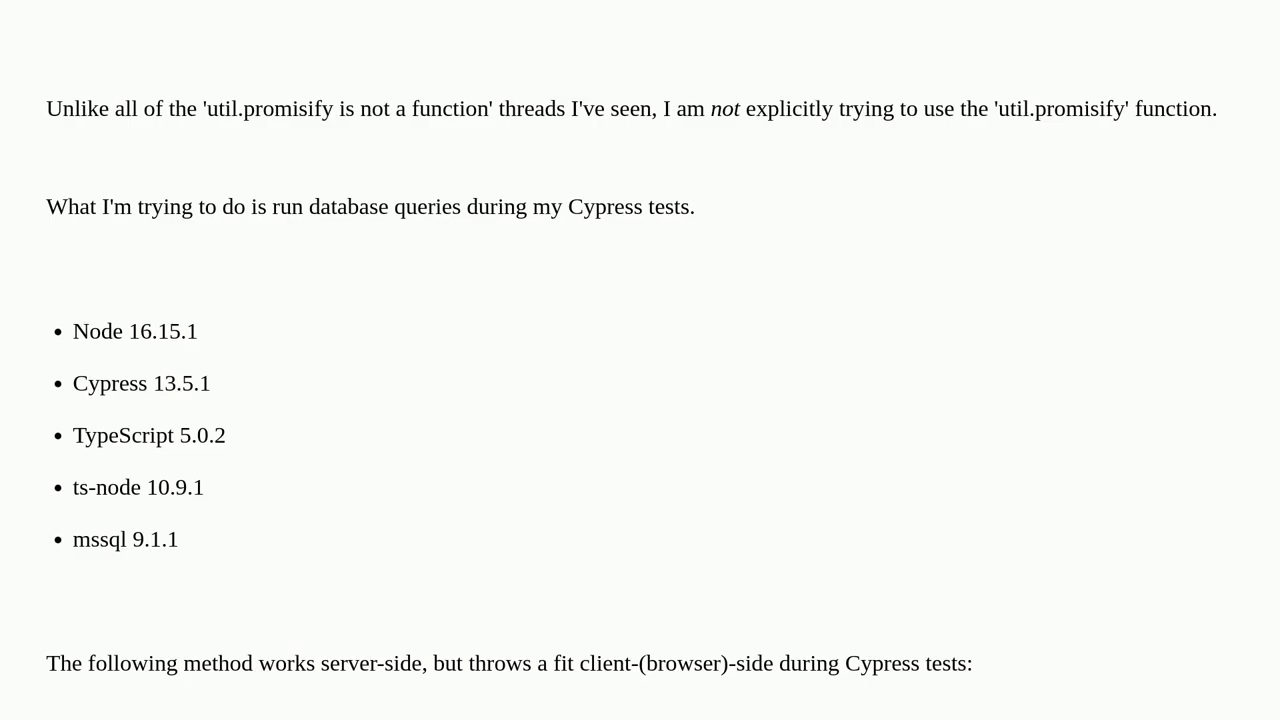 Unlike all of the 'util.promisify is not a function' threads I've seen, I am not explicitly trying to use the 'util.promisify' function.
What I'm trying to do is run database queries during my Cypress tests.
• Node 16.15.1
• Cypress 13.5.1
• TypeScript 5.0.2
• ts-node 10.9.1
• mssql 9.1.1
The following method works server-side, but throws a fit client-(browser)-side during Cypress tests: